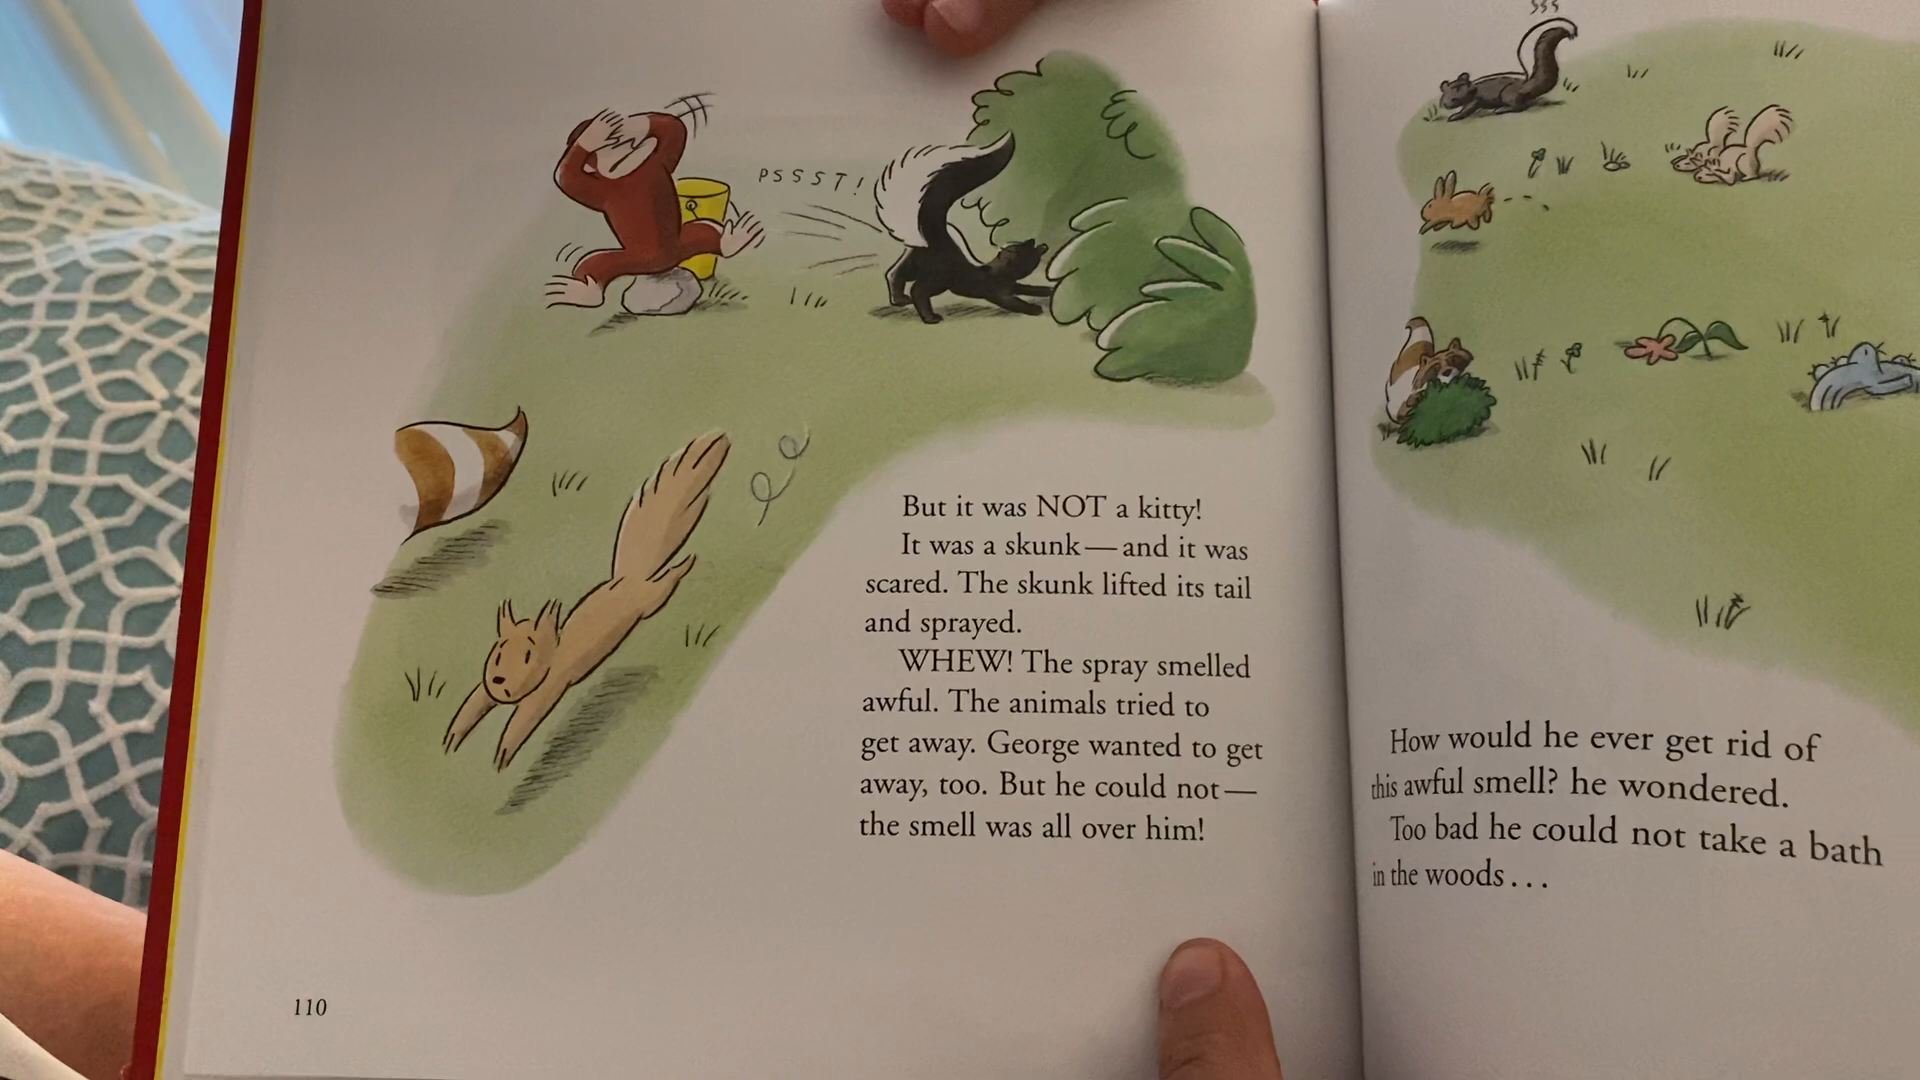 PSSST!
But it was NOT a kitty!
It was a skunk—and it was
scared. The skunk lifted its tail
and sprayed.
WHEW! The spray smelled
awful. The animals tried to
get away. George wanted to get
away, too. But he could not—
the smell was all over him!
110
sss
How would he ever get rid of
this awful smell? he wondered.
Too bad he could not take a bath
in the woods . . .